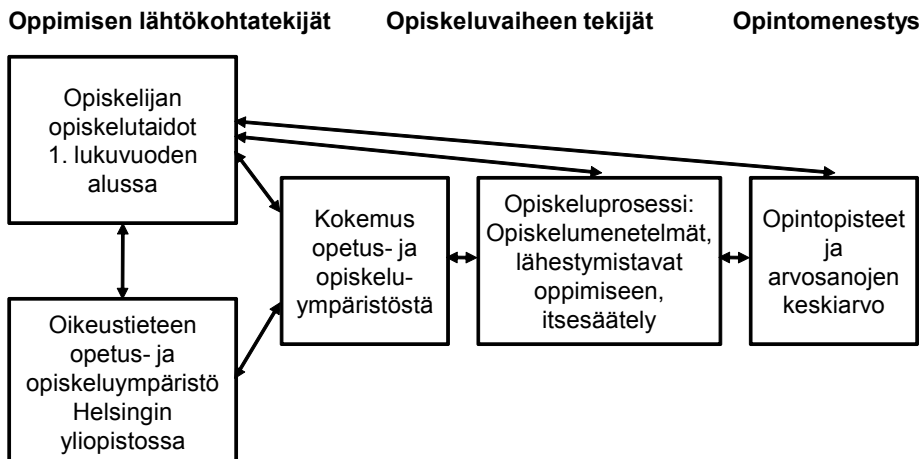 Oppimisen lähtökohtatekijät
Opiskeluvaiheen tekijät
Opintomenestys
Opiskelijan
opiskelutaidot
1. lukuvuoden
alussa
Oikeustieteen
opetus- ja
opiskeluympäristö
Helsingin
yliopistossa
Kokemus
opetus- ja
opiskelu-
ympäristöstä
Opiskeluprosessi:
Opiskelumenetelmät,
lähestymistavat
oppimiseen,
itsesäätely
Opintopisteet
ja
arvosanojen
keskiarvo